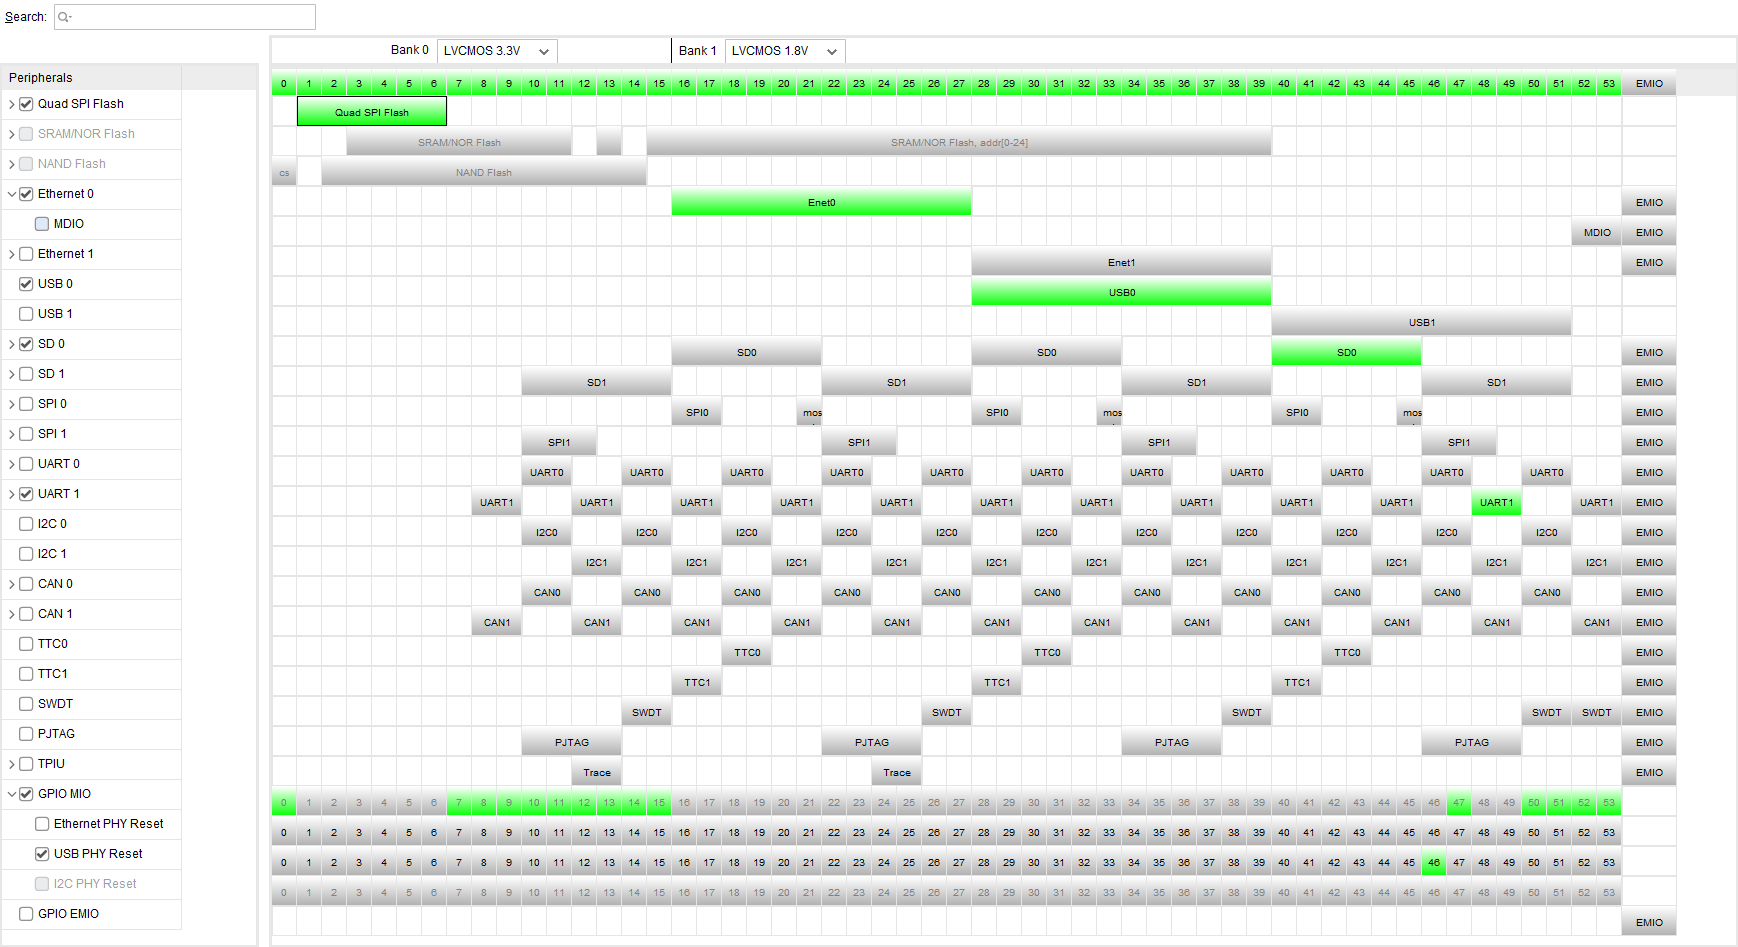 Search:
Bank 0 LVCMOS 3.3V Bank 1 LVCMOS 1.8V
Peripherals 0 1 2 3 4 5 6 7 8 9 10 11 12 13 14 15 16 17 18 19 20 21 22 23 24 25 26 27 28 29 30 31 32 33 34 35 36 37 38 39 40 41 42 43 44 45 46 47 48 49 50 51 52 53 EMIO
Quad SPI Flash Quad SPI Flash
SRAM/NOR Flash SRAM/NOR Flash SRAM/NOR Flash, addr[0-24]
NAND Flash cs NAND Flash
Ethernet 0 Enet0 EMIO
MDIO MDIO EMIO
Ethernet 1 Enet1 EMIO
USB 0 USB0
USB 1 USB1
SD 0 SD0 SD0 SD0 EMIO
SD 1 SD1 SD1 SD1 SD1 EMIO
SPI 0 SPI0 mos SPI0 mos SPI0 mos EMIO
SPI 1 SPI1 SPI1 SPI1 SPI1 EMIO
UART 0 UART0 UART0 UART0 UART0 UART0 UART0 UART0 UART0 UART0 UART0 UART0 EMIO
UART 1 UART1 UART1 UART1 UART1 UART1 UART1 UART1 UART1 UART1 UART1 UART1 UART1 EMIO
I2C 0 I2C0 I2C0 I2C0 I2C0 I2C0 I2C0 I2C0 I2C0 I2C0 I2C0 I2C0 EMIO
I2C 1 I2C1 I2C1 I2C1 I2C1 I2C1 I2C1 I2C1 I2C1 I2C1 I2C1 I2C1 EMIO
CAN 0 CAN0 CAN0 CAN0 CAN0 CAN0 CAN0 CAN0 CAN0 CAN0 CAN0 CAN0 EMIO
CAN 1 CAN1 CAN1 CAN1 CAN1 CAN1 CAN1 CAN1 CAN1 CAN1 CAN1 CAN1 CAN1 EMIO
TTC0 TTC0 TTC0 TTC0 EMIO
TTC1 TTC1 TTC1 TTC1 EMIO
SWDT SWDT SWDT SWDT SWDT SWDT EMIO
PJTAG PJTAG PJTAG PJTAG PJTAG EMIO
TPIU Trace Trace EMIO
GPIO MIO 0 1 2 3 4 5 6 7 8 9 10 11 12 13 14 15 16 17 18 19 20 21 22 23 24 25 26 27 28 29 30 31 32 33 34 35 36 37 38 39 40 41 42 43 44 45 46 47 48 49 50 51 52 53
Ethernet PHY Reset 0 1 2 3 4 5 6 7 8 9 10 11 12 13 14 15 16 17 18 19 20 21 22 23 24 25 26 27 28 29 30 31 32 33 34 35 36 37 38 39 40 41 42 43 44 45 46 47 48 49 50 51 52 53
USB PHY Reset 0 1 2 3 4 5 6 7 8 9 10 11 12 13 14 15 16 17 18 19 20 21 22 23 24 25 26 27 28 29 30 31 32 33 34 35 36 37 38 39 40 41 42 43 44 45 46 47 48 49 50 51 52 53
I2C PHY Reset 0 1 2 3 4 5 6 7 8 9 10 11 12 13 14 15 16 17 18 19 20 21 22 23 24 25 26 27 28 29 30 31 32 33 34 35 36 37 38 39 40 41 42 43 44 45 46 47 48 49 50 51 52 53
GPIO EMIO EMIO